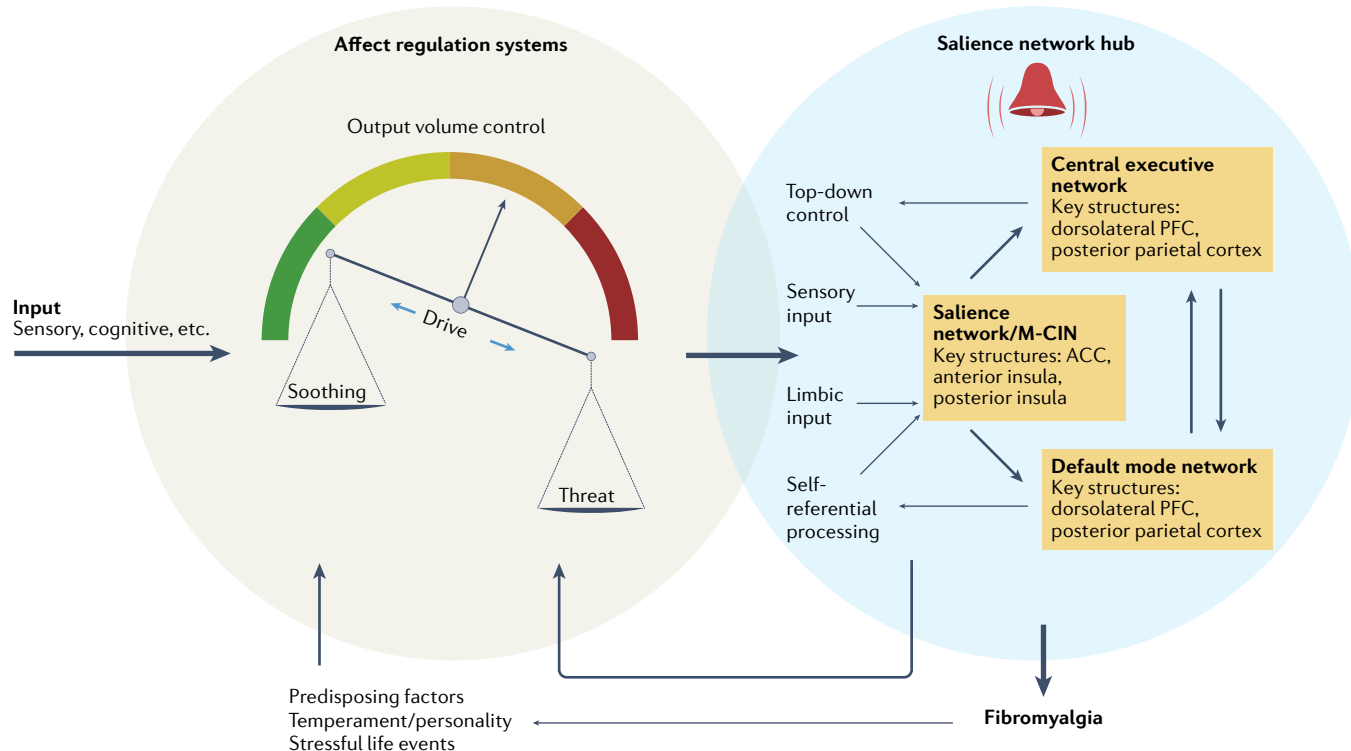 Affect regulation systems
Output volume control
Input
Sensory, cognitive, etc.
Drive
Soothing
Threat
Predisposing factors
Temperament/personality
Stressful life events
Salience network hub
Top-down
control
Sensory
input
Limbic
input
Self-
referential
processing
Central executive
network
Key structures:
dorsolateral PFC,
posterior parietal cortex
Salience
network/M-CIN
Key structures: ACC,
anterior insula,
posterior insula
Default mode network
Key structures:
dorsolateral PFC,
posterior parietal cortex
Fibromyalgia